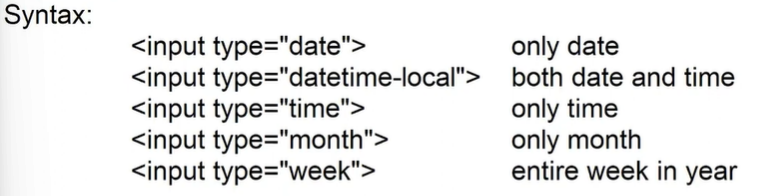 Syntax:
<input type="date"> only date
<input type="datetime-local"> both date and time
<input type="time"> only time
<input type="month"> only month
<input type="week"> entire week in year